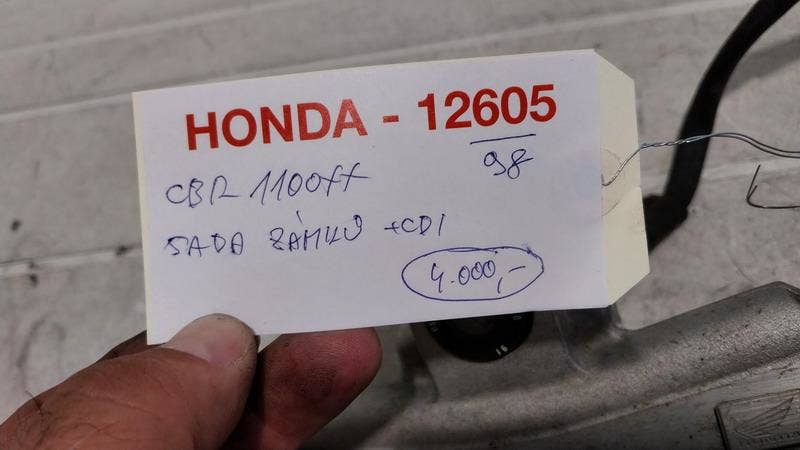 HONDA - 12605
98
CBR 1100XX
SADA ZÁMKŮ +CDI
4.000,-